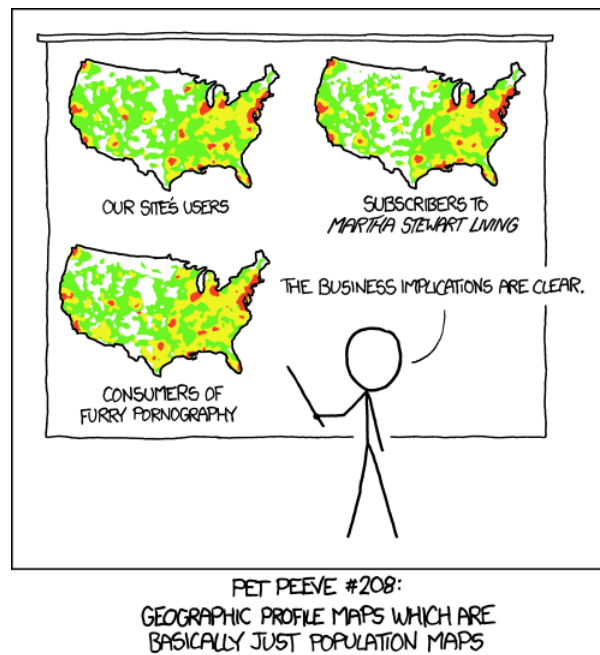 OUR SITE'S USERS
SUBSCRIBERS TO
MARTHA STEWART LIVING
THE BUSINESS IMPLICATIONS ARE CLEAR.
CONSUMERS OF
FURRY PORNOGRAPHY
PET PEEVE #208:
GEOGRAPHIC PROFILE MAPS WHICH ARE
BASICALLY JUST POPULATION MAPS